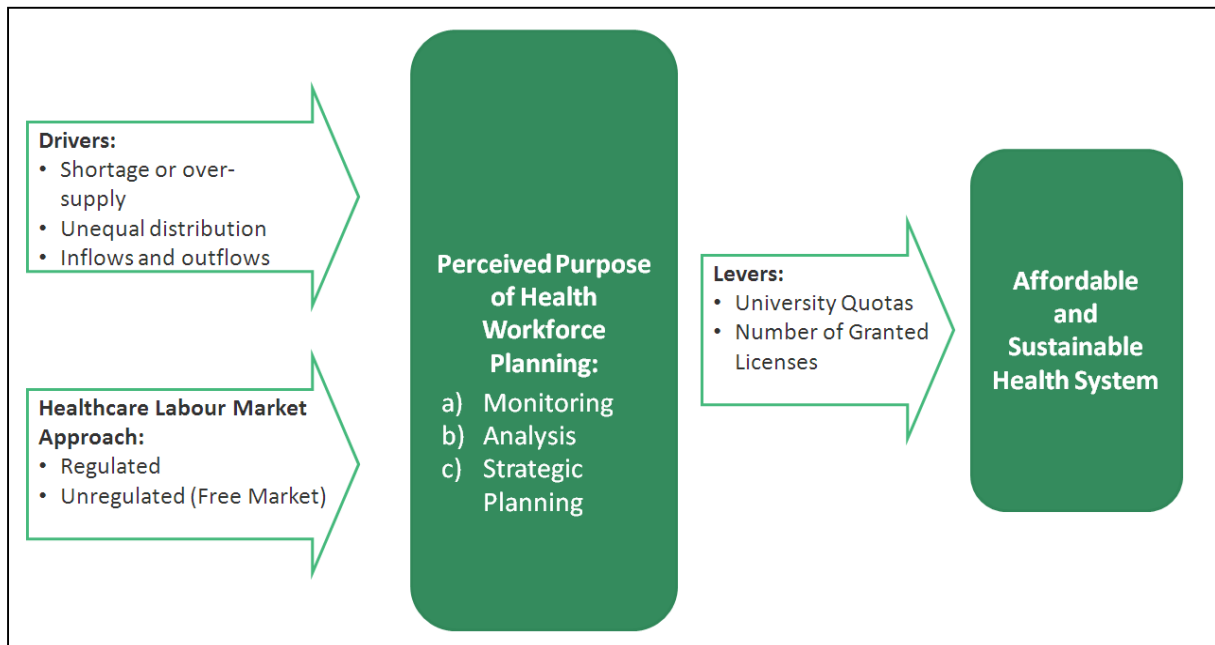 Drivers:
• Shortage or over-
supply
• Unequal distribution
• Inflows and outflows
Healthcare Labour Market
Approach:
• Regulated
• Unregulated (Free Market)
Perceived Purpose
of Health
Workforce
Planning:
a) Monitoring
b) Analysis
c) Strategic
Planning
Levers:
• University Quotas
• Number of Granted
Licenses
Affordable
and
Sustainable
Health System